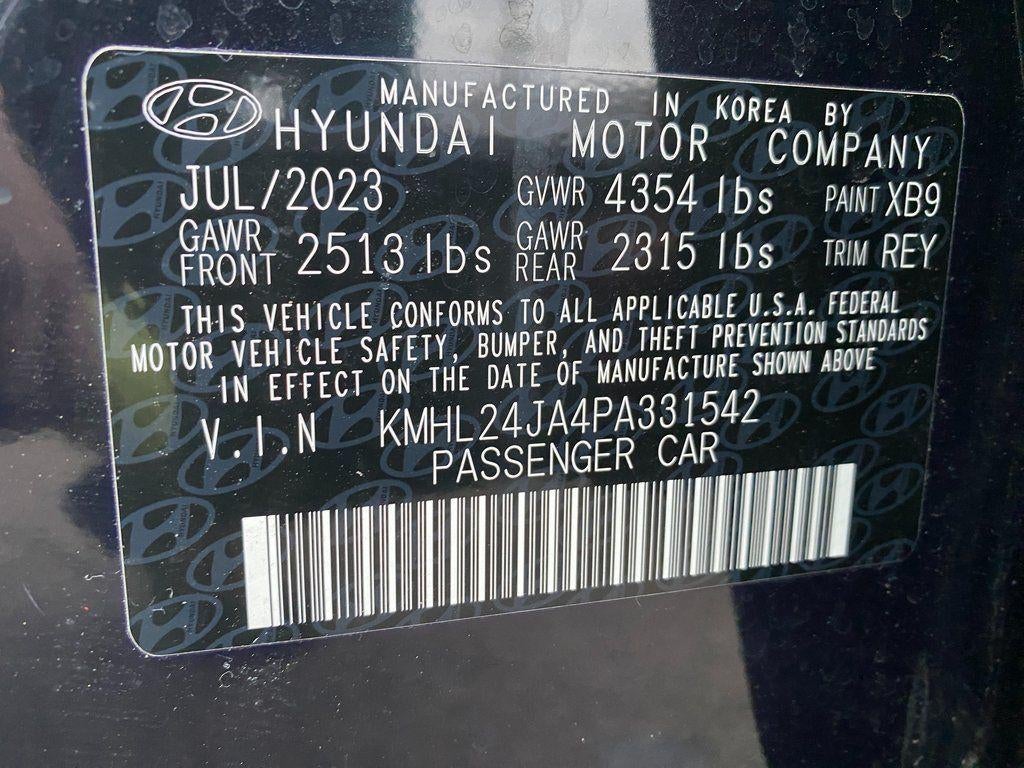 MANUFACTURED IN KOREA BY
HYUNDAI MOTOR COMPANY
JUL/2023 GVWR 4354 lbs PAINT XB9
GAWR FRONT 2513 lbs GAWR REAR 2315 lbs TRIM REY
THIS VEHICLE CONFORMS TO ALL APPLICABLE U.S.A. FEDERAL
MOTOR VEHICLE SAFETY, BUMPER, AND THEFT PREVENTION STANDARDS
IN EFFECT ON THE DATE OF MANUFACTURE SHOWN ABOVE
V.I.N KMHL24JA4PA331542
PASSENGER CAR